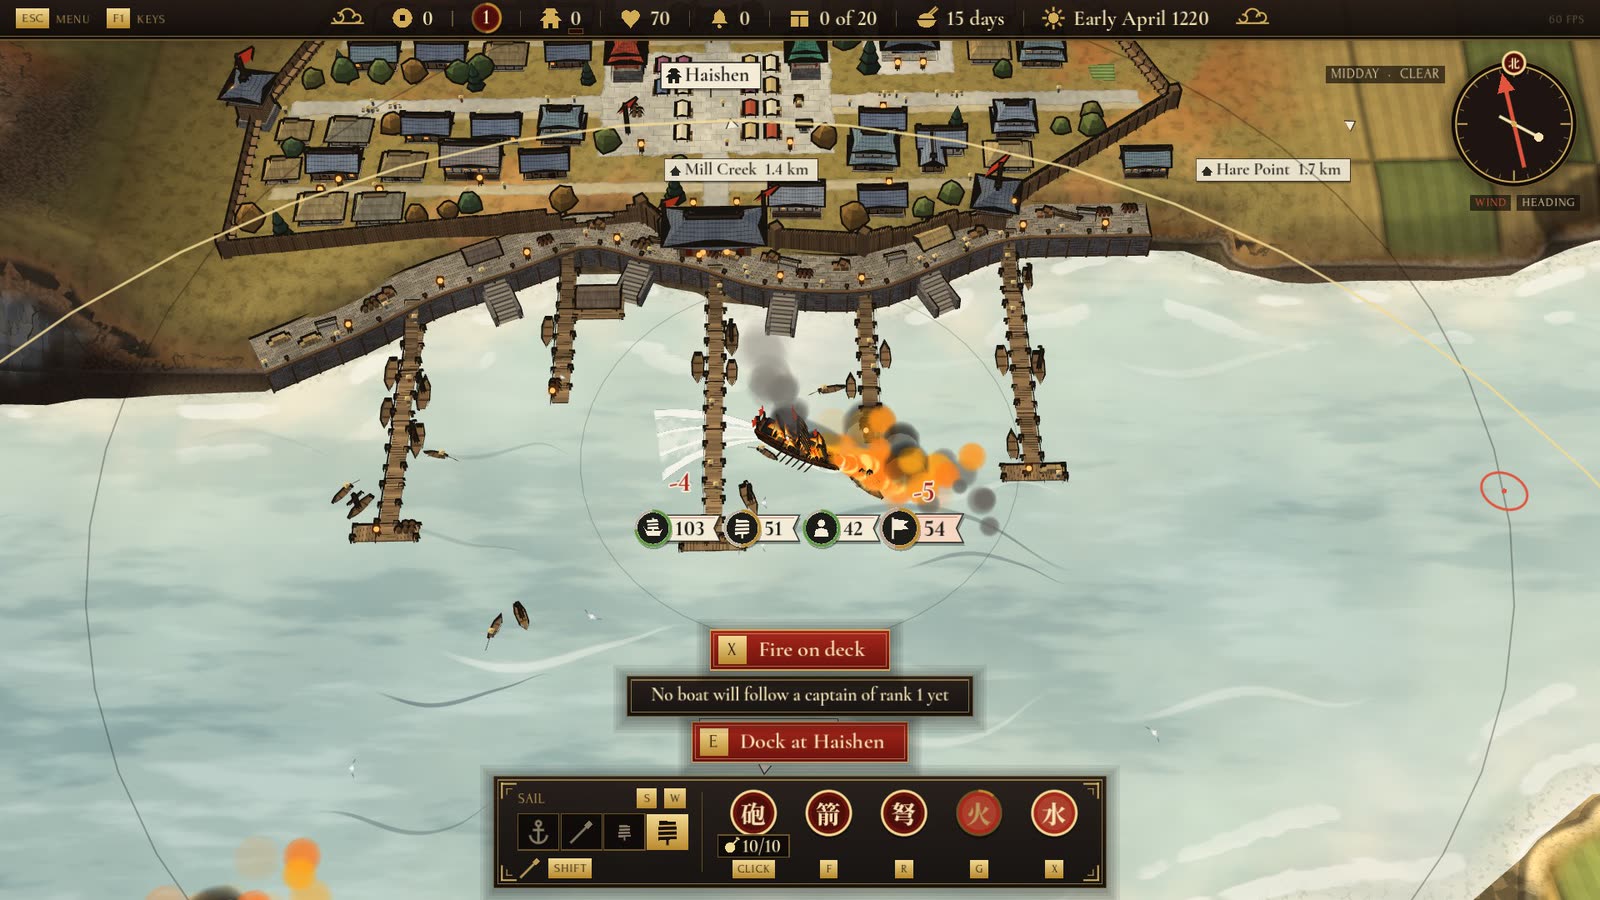 ESC MENU F1 KEYS 0 1 0 70 0 0 of 20 15 days Early April 1220 60 FPS
Haishen
MIDDAY · CLEAR
北
Mill Creek 1.4 km
Hare Point 1.7 km
WIND HEADING
-4
-5
103 51 42 54
X Fire on deck
No boat will follow a captain of rank 1 yet
E Dock at Haishen
SAIL S W
砲 箭 弩 火 水
10/10
SHIFT CLICK F R G X